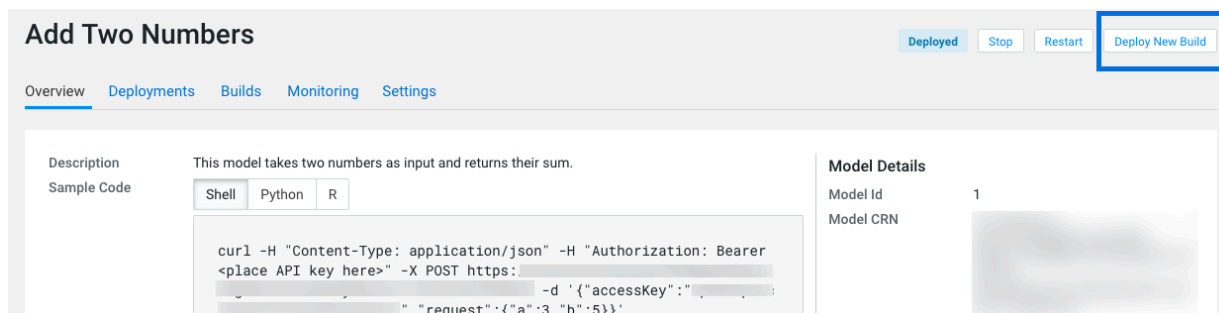 Add Two Numbers
Deployed Stop Restart Deploy New Build
Overview Deployments Builds Monitoring Settings
Description This model takes two numbers as input and returns their sum.
Sample Code
Shell Python R
curl -H "Content-Type: application/json" -H "Authorization: Bearer
<place API key here>" -X POST https:
-d '{"accessKey":"
" "request":{"a":3 "b":5}}'
Model Details
Model Id 1
Model CRN